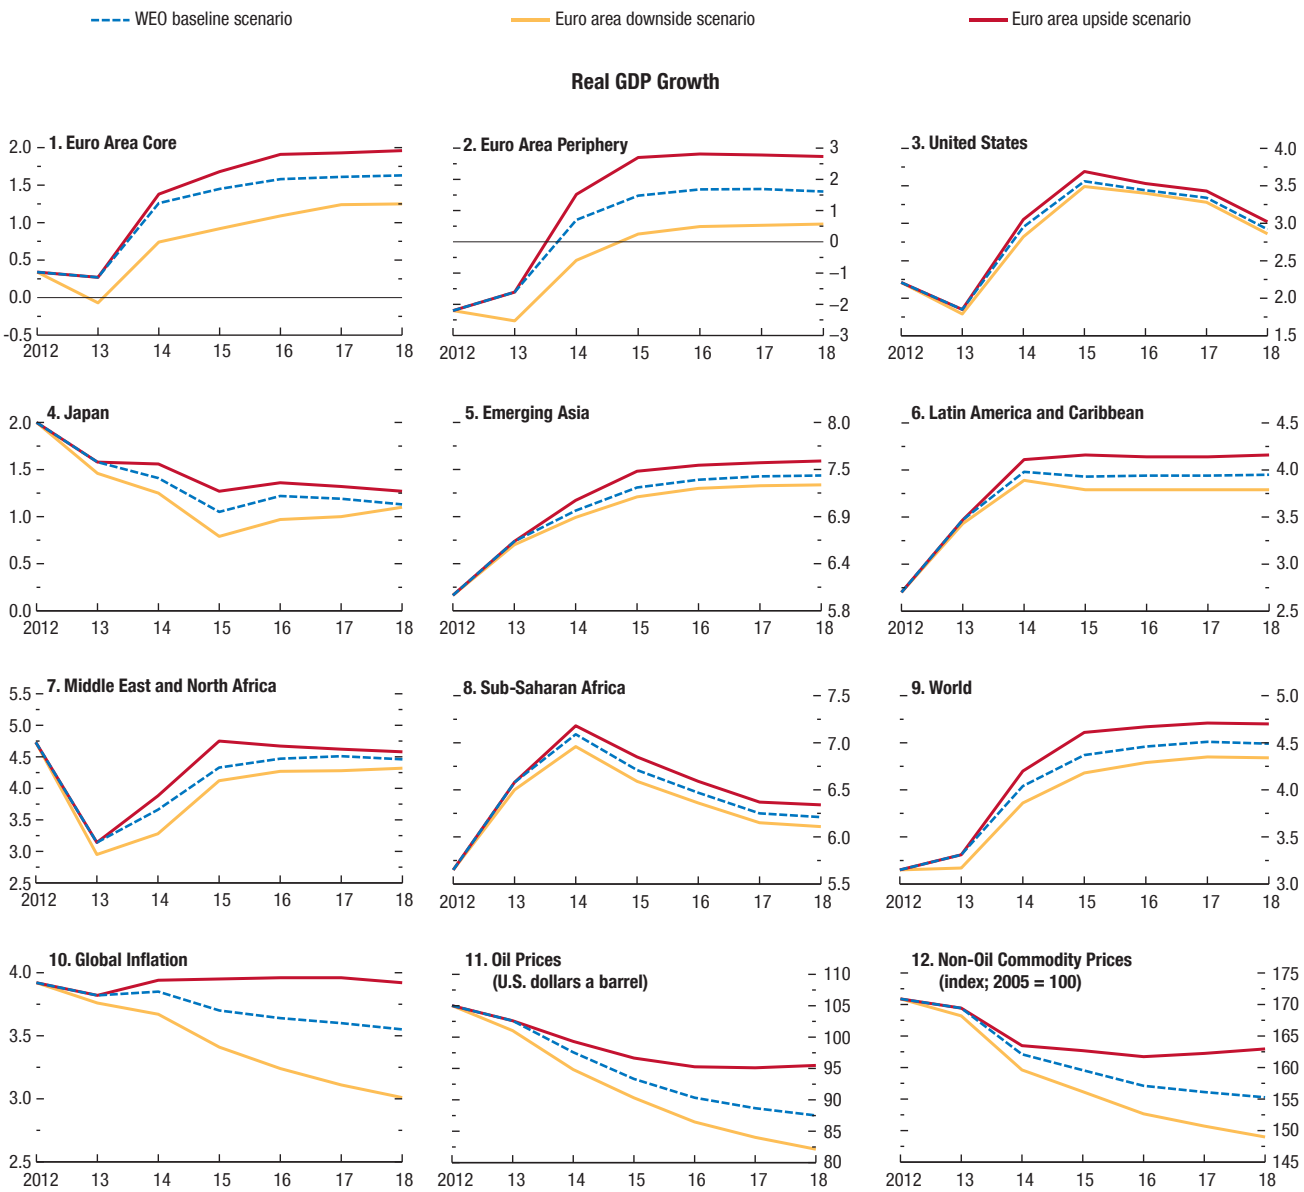 WEO baseline scenario Euro area downside scenario Euro area upside scenario
Real GDP Growth
1. Euro Area Core
2.0
1.5
1.0
0.5
0.0
-0.5
2012 13 14 15 16 17 18
2. Euro Area Periphery
3
2
1
0
–1
–2
–3
2012 13 14 15 16 17 18
3. United States
4.0
3.5
3.0
2.5
2.0
1.5
2012 13 14 15 16 17 18
4. Japan
2.0
1.5
1.0
0.5
0.0
2012 13 14 15 16 17 18
5. Emerging Asia
8.0
7.5
6.9
6.4
5.8
2012 13 14 15 16 17 18
6. Latin America and Caribbean
4.5
4.0
3.5
3.0
2.5
2012 13 14 15 16 17 18
7. Middle East and North Africa
5.5
5.0
4.5
4.0
3.5
3.0
2.5
2012 13 14 15 16 17 18
8. Sub-Saharan Africa
7.5
7.0
6.5
6.0
5.5
2012 13 14 15 16 17 18
9. World
5.0
4.5
4.0
3.5
3.0
2012 13 14 15 16 17 18
10. Global Inflation
4.0
3.5
3.0
2.5
2012 13 14 15 16 17 18
11. Oil Prices
(U.S. dollars a barrel)
110
105
100
95
90
85
80
2012 13 14 15 16 17 18
12. Non-Oil Commodity Prices
(index; 2005 = 100)
175
170
165
160
155
150
145
2012 13 14 15 16 17 18